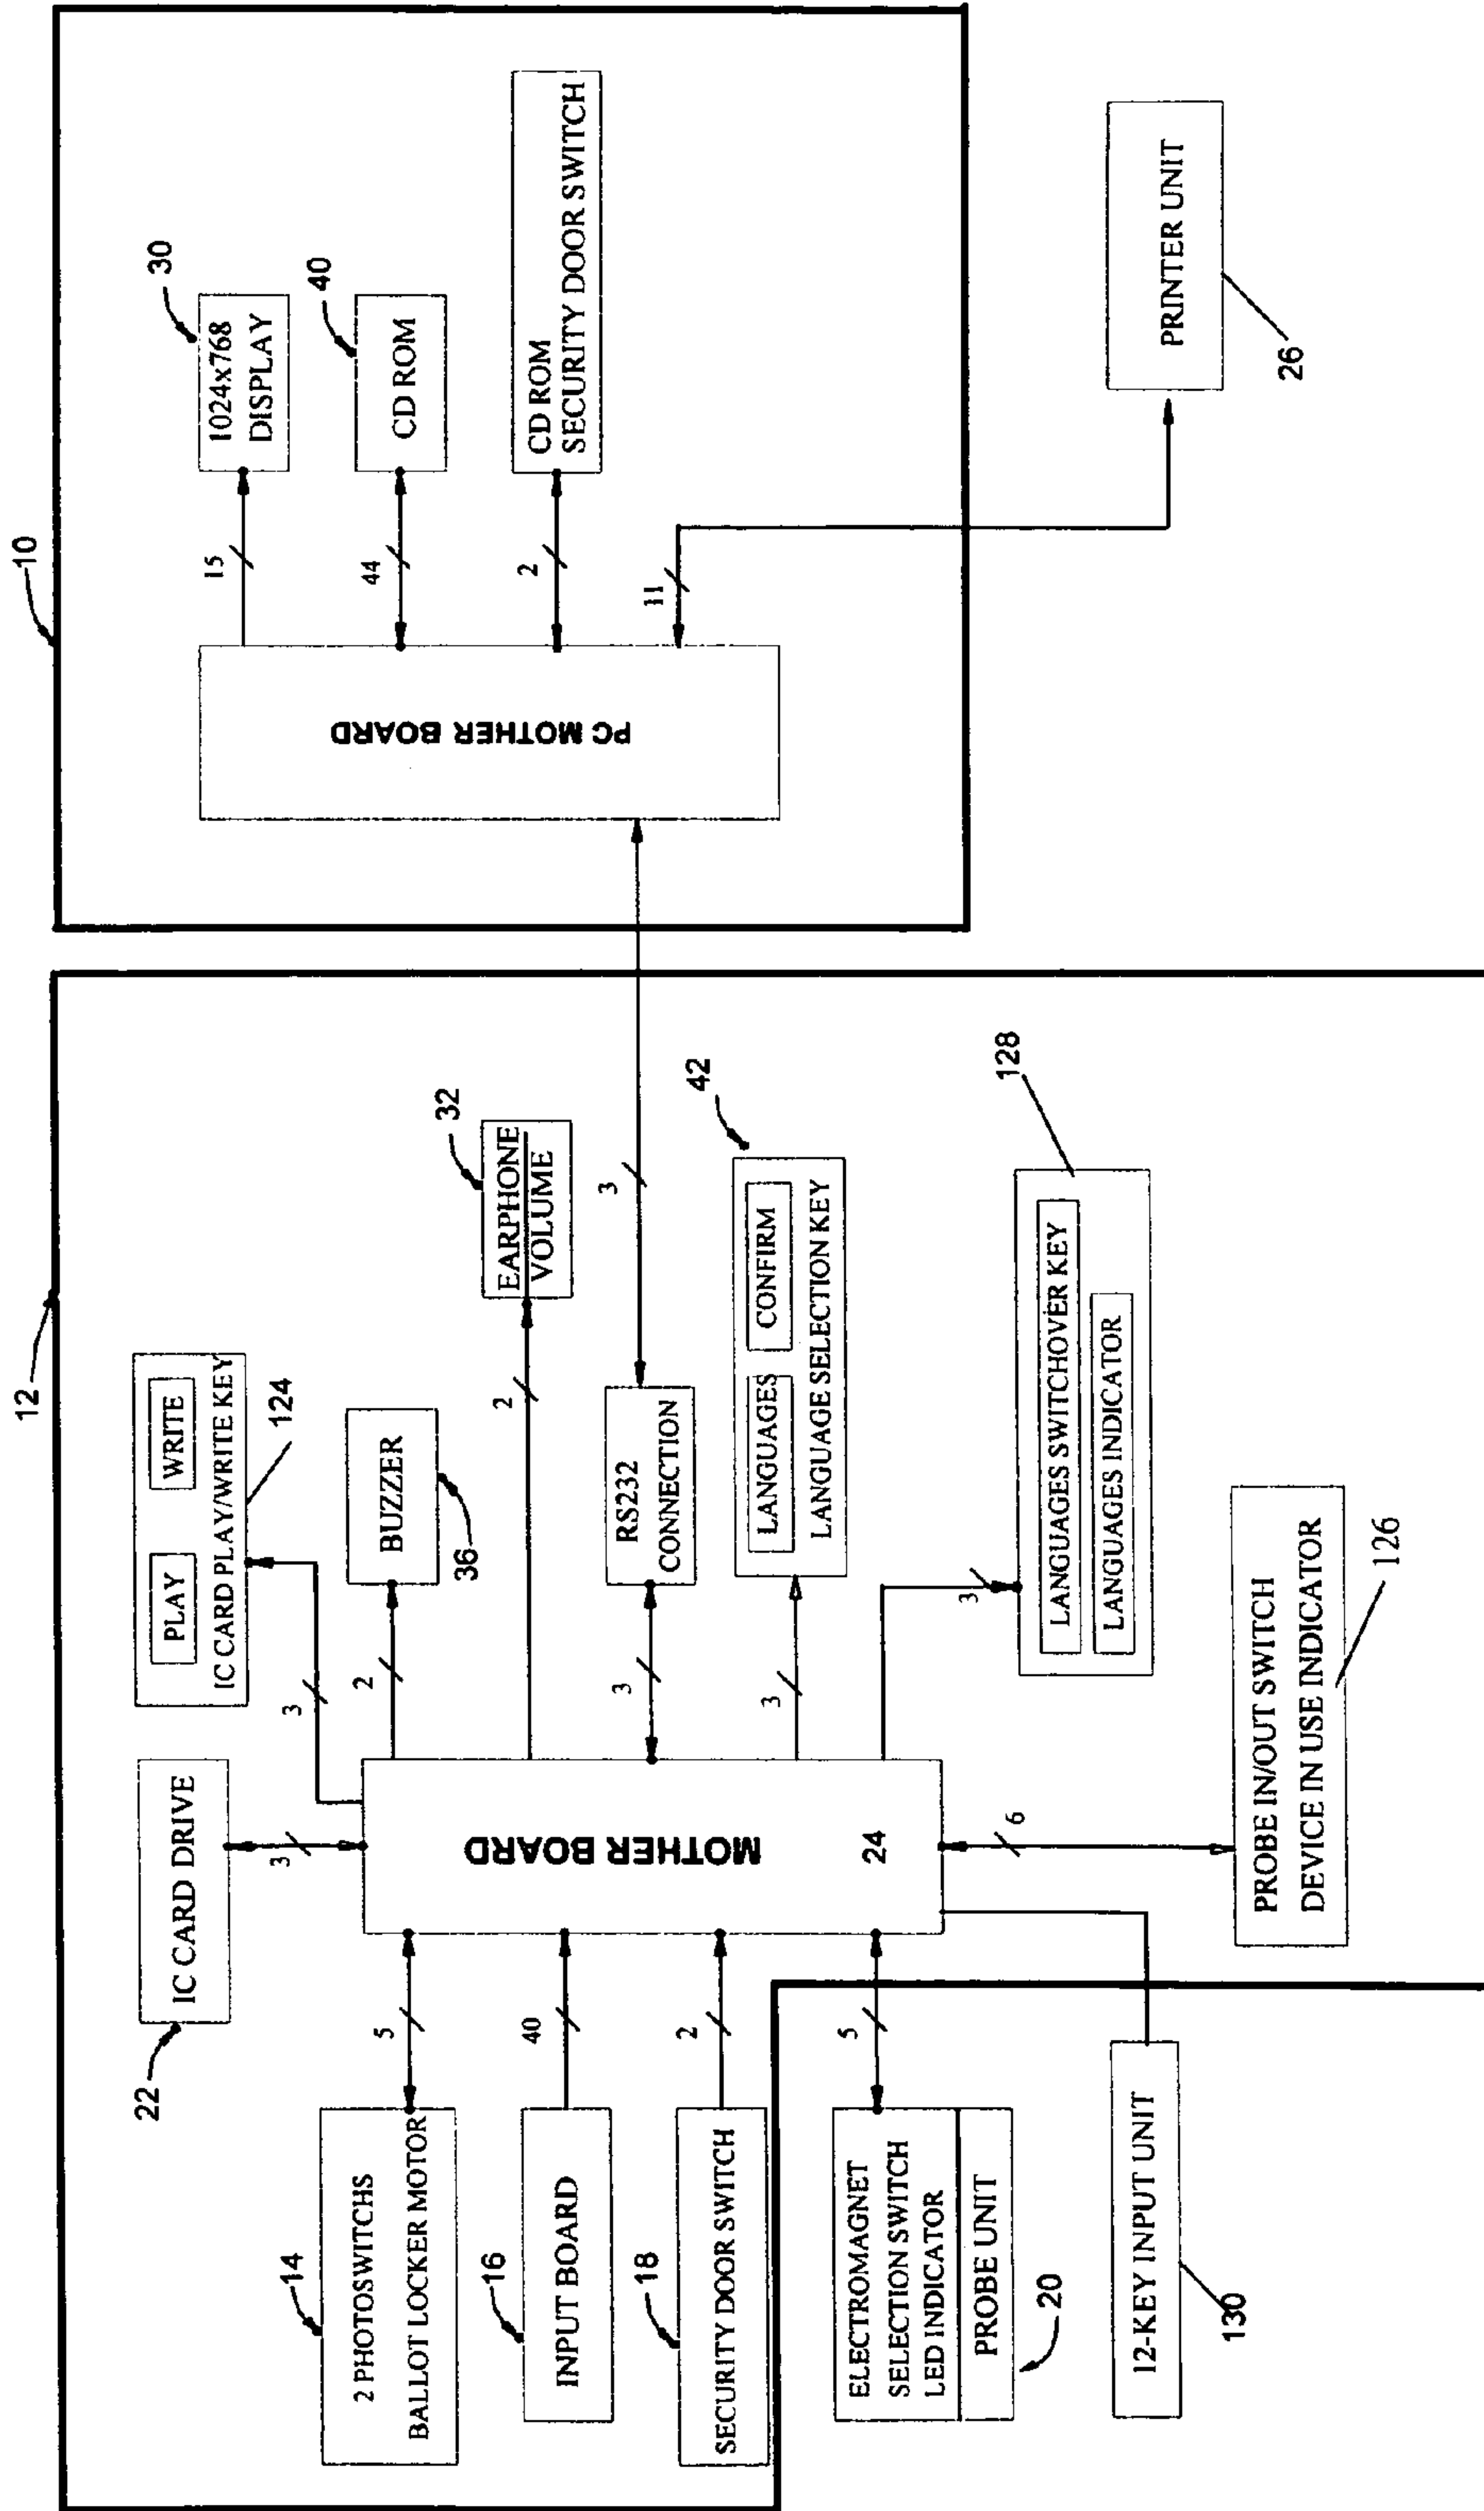 12
10
22
IC CARD DRIVE
3
PLAY
WRITE
IC CARD PLAY/WRITE KEY
124
3
14
2 PHOTOSWITCHS
BALLOT LOCKER MOTOR
5
BUZZER
36
2
16
INPUT BOARD
40
EARPHONE
VOLUME
32
2
18
SECURITY DOOR SWITCH
2
MOTHER BOARD
24
RS232
CONNECTION
3
3
LANGUAGES
CONFIRM
LANGUAGE SELECTION KEY
42
3
ELECTROMAGNET
SELECTION SWITCH
LED INDICATOR
PROBE UNIT
20
5
LANGUAGES SWITCHOVER KEY
LANGUAGES INDICATOR
128
3
12-KEY INPUT UNIT
130
6
PROBE IN/OUT SWITCH
DEVICE IN USE INDICATOR
126
PC MOTHER BOARD
15
1024x768
DISPLAY
30
44
CD ROM
40
2
CD ROM
SECURITY DOOR SWITCH
11
PRINTER UNIT
26